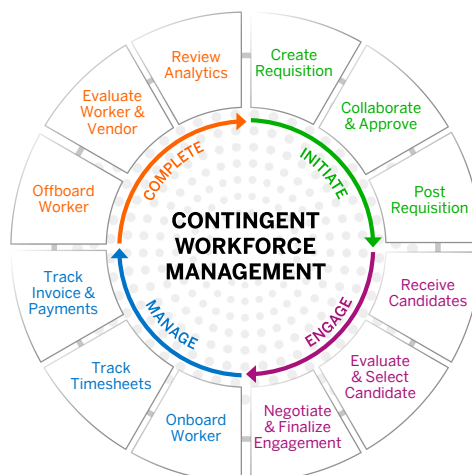 Review
Analytics
Create
Requisition
Evaluate
Worker &
Vendor
Collaborate
& Approve
COMPLETE
INITIATE
Offboard
Worker
Post
Requisition
CONTINGENT
WORKFORCE
MANAGEMENT
Track
Invoice &
Payments
Receive
Candidates
MANAGE
ENGAGE
Track
Timesheets
Evaluate
& Select
Candidate
Onboard
Worker
Negotiate
& Finalize
Engagement